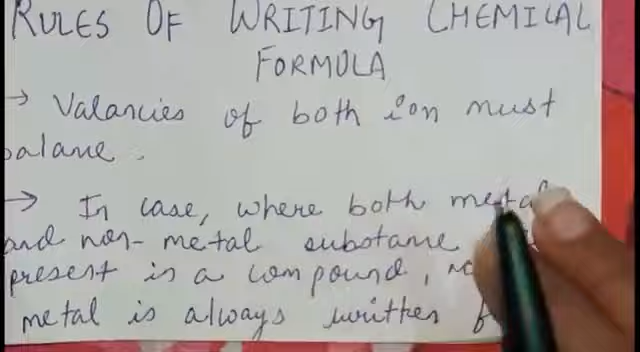 RULES OF WRITING CHEMICAL
FORMULA
→ Valancies of both ion must
balane.
→ In case, where both metal
and non-metal substane
present in a compound,
metal is always written